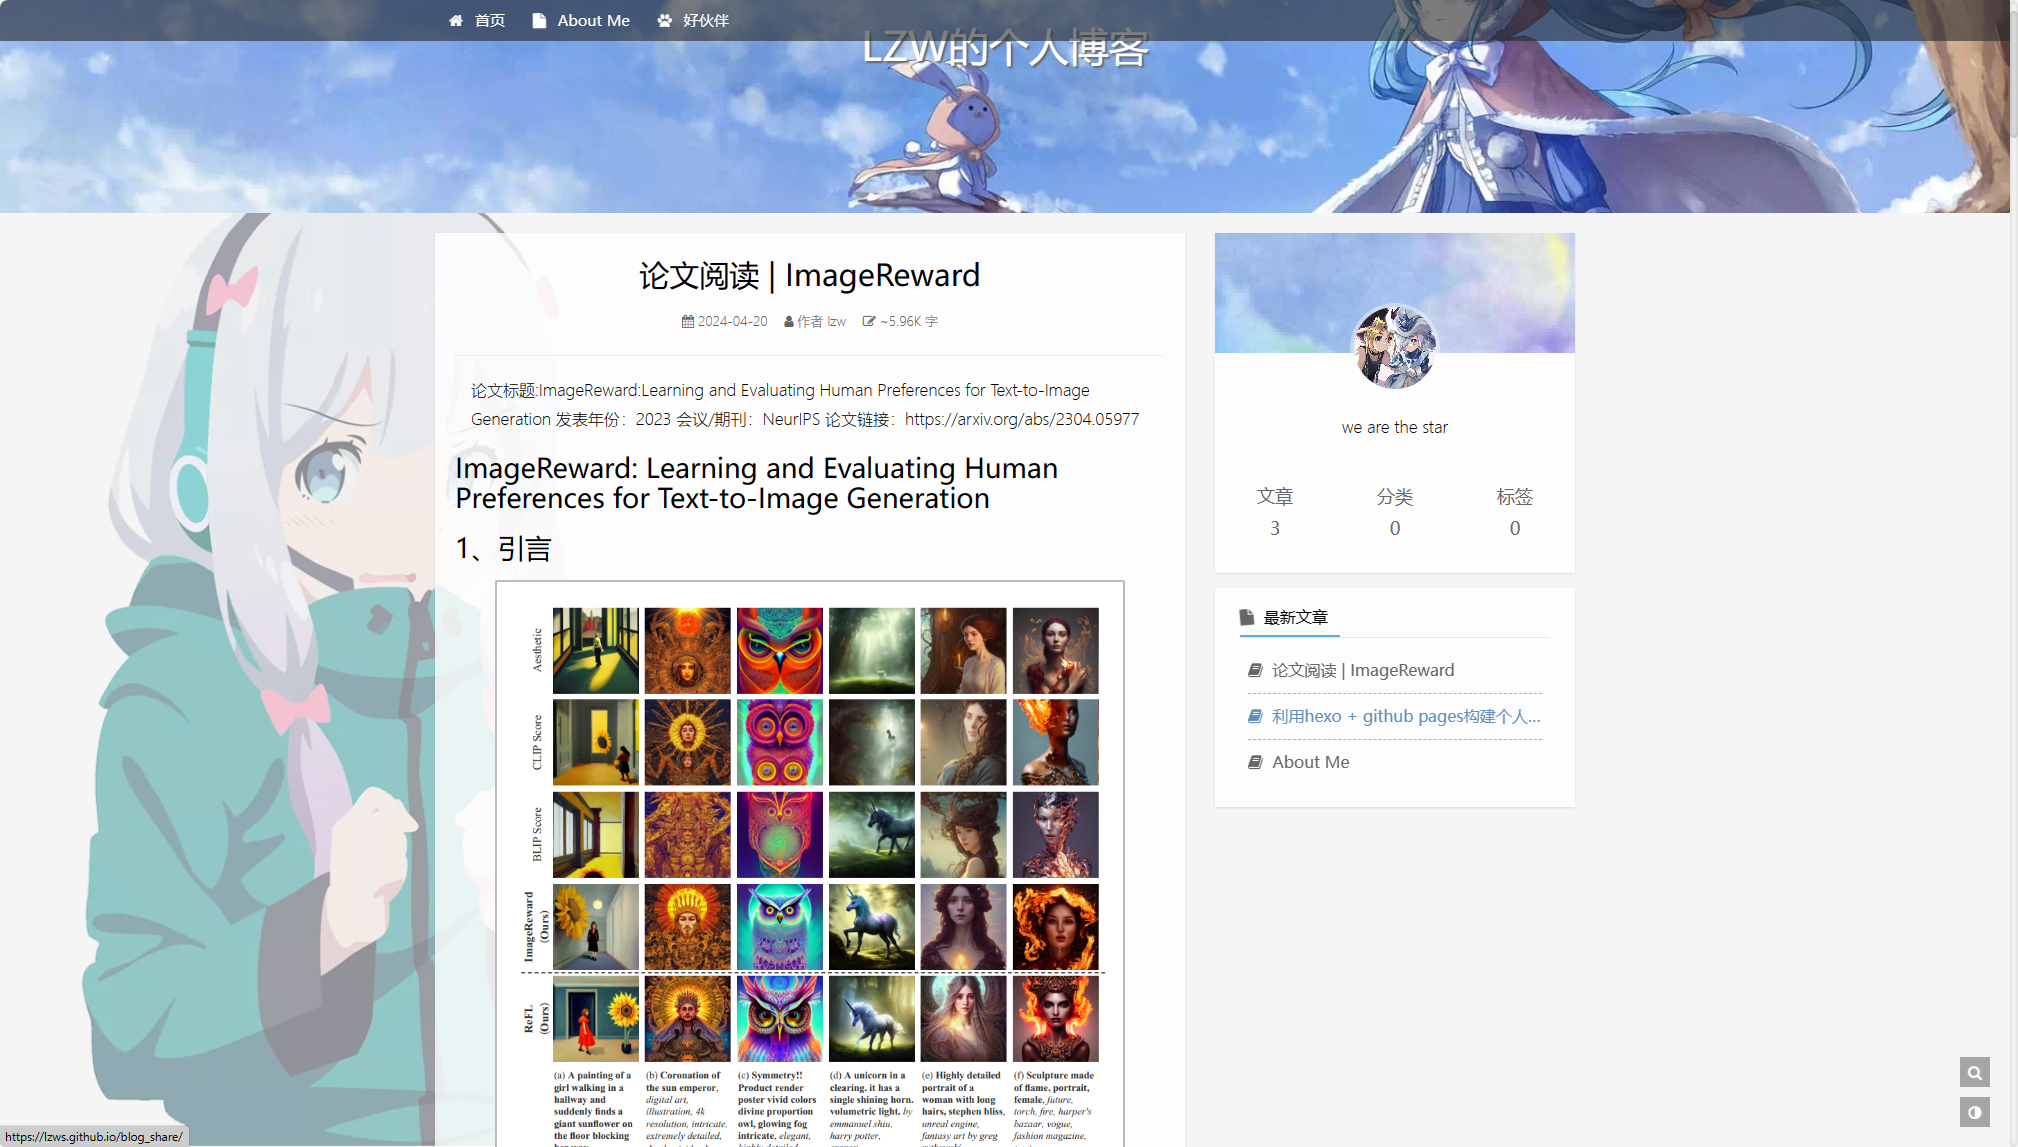 首页 About Me 好伙伴
LZW的个人博客
论文阅读 | ImageReward
2024-04-20 作者 lzw ~5.96K 字
论文标题:ImageReward:Learning and Evaluating Human Preferences for Text-to-Image
Generation 发表年份：2023 会议/期刊：NeurIPS 论文链接：https://arxiv.org/abs/2304.05977
ImageReward: Learning and Evaluating Human
Preferences for Text-to-Image Generation
1、引言
Aesthetic
CLIP Score
BLIP Score
ImageReward
(Ours)
ReFL
(Ours)
(a) A painting of a
girl walking in a
hallway and
suddenly finds a
giant sunflower on
the floor blocking
(b) Coronation of
the sun emperor,
digital art,
illustration, 4k
resolution, intricate,
extremely detailed,
(c) Symmetry!!
Product render
poster vivid colors
divine proportion
owl, glowing fog
intricate, elegant,
(d) A unicorn in a
clearing. it has a
single shining horn.
volumetric light. by
emmanuel shiu,
harry potter,
(e) Highly detailed
portrait of a
woman with long
hairs, stephen bliss,
unreal engine,
fantasy art by greg
(f) Sculpture made
of flame, portrait,
female, future,
torch, fire, harper's
bazaar, vogue,
fashion magazine,
we are the star
文章 分类 标签
3 0 0
最新文章
论文阅读 | ImageReward
利用hexo + github pages构建个人...
About Me
https://lzws.github.io/blog_share/